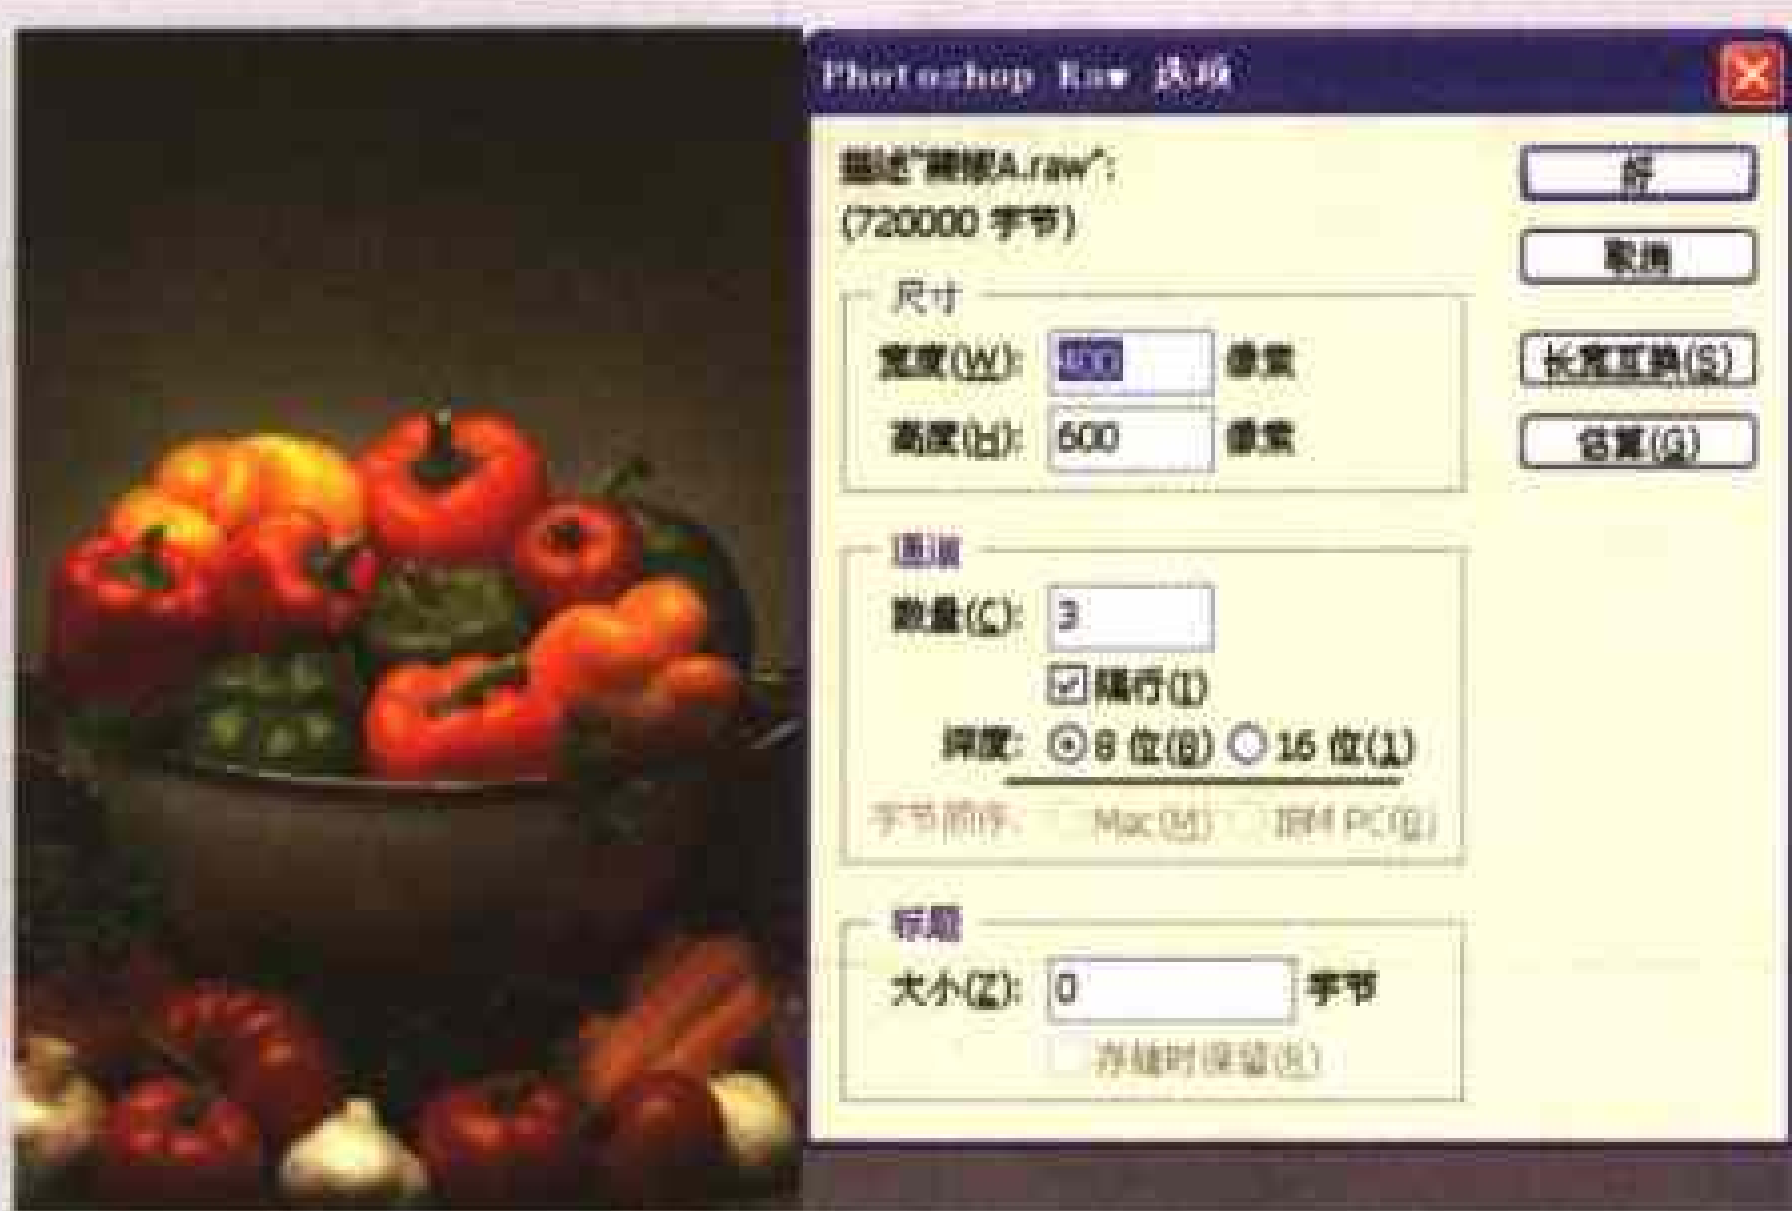 Photoshop Raw 选项
描述"辣椒A.raw":
(720000 字节)
尺寸
宽度(W): 400 像素
高度(H): 600 像素
通道
数量(C): 3
隔行(I)
深度: 8 位(B) 16 位(1)
字节顺序: Mac(M) IBM PC(B)
标题
大小(Z): 0 字节
存储时保留(R)
好
取消
长宽互换(S)
估算(G)